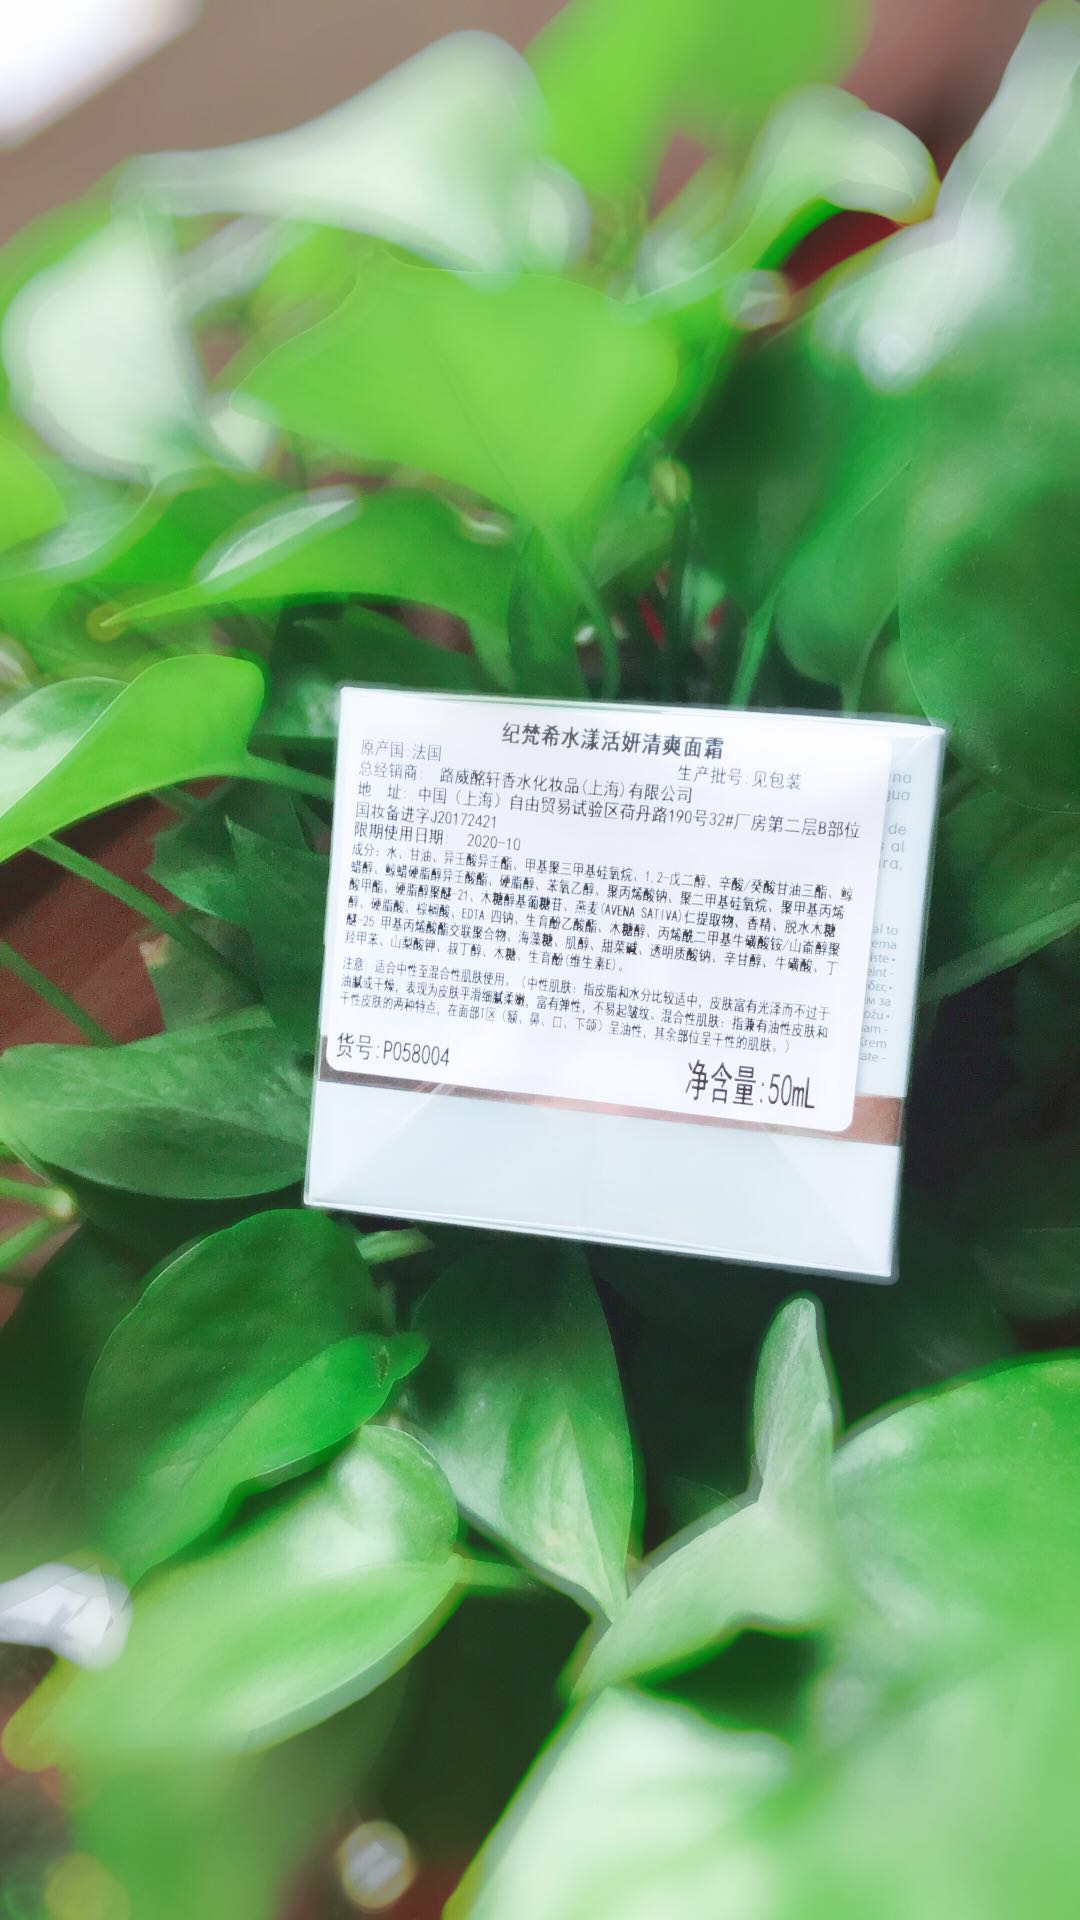 纪梵希水漾活妍清爽面霜
原产国:法国
生产批号:见包装
总经销商: 路威酩轩香水化妆品(上海)有限公司
地 址: 中国（上海）自由贸易试验区荷丹路190号32#厂房第二层B部位
国妆备进字J20172421
限期使用日期: 2020-10
成分: 水、甘油、异壬酸异壬酯、甲基聚三甲基硅氧烷、1,2-戊二醇、辛酸/癸酸甘油三酯、鲸
蜡醇、鲸蜡硬脂醇异壬酸酯、硬脂醇、苯氧乙醇、聚丙烯酸钠、聚二甲基硅氧烷、聚甲基丙烯
酸甲酯、硬脂醇聚醚-21、木糖醇基葡糖苷、燕麦(AVENA SATIVA)仁提取物、香精、脱水木糖
醇、硬脂酸、棕榈酸、EDTA 四钠、生育酚乙酸酯、木糖醇、丙烯酰二甲基牛磺酸铵/山嵛醇聚
醚-25 甲基丙烯酸酯交联聚合物、海藻糖、肌醇、甜菜碱、透明质酸钠、辛甘醇、牛磺酸、丁
羟甲苯、山梨酸钾、叔丁醇、木糖、生育酚(维生素E)。
注意: 适合中性至混合性肌肤使用。(中性肌肤: 指皮脂和水分比较适中, 皮肤富有光泽而不过于
油腻或干燥, 表现为皮肤平滑细腻柔嫩, 富有弹性, 不易起皱纹。混合性肌肤: 指兼有油性皮肤和
干性皮肤的两种特点, 在面部T区（额、鼻、口、下颌）呈油性, 其余部位呈干性的肌肤。)
货号:P058004
净含量:50mL